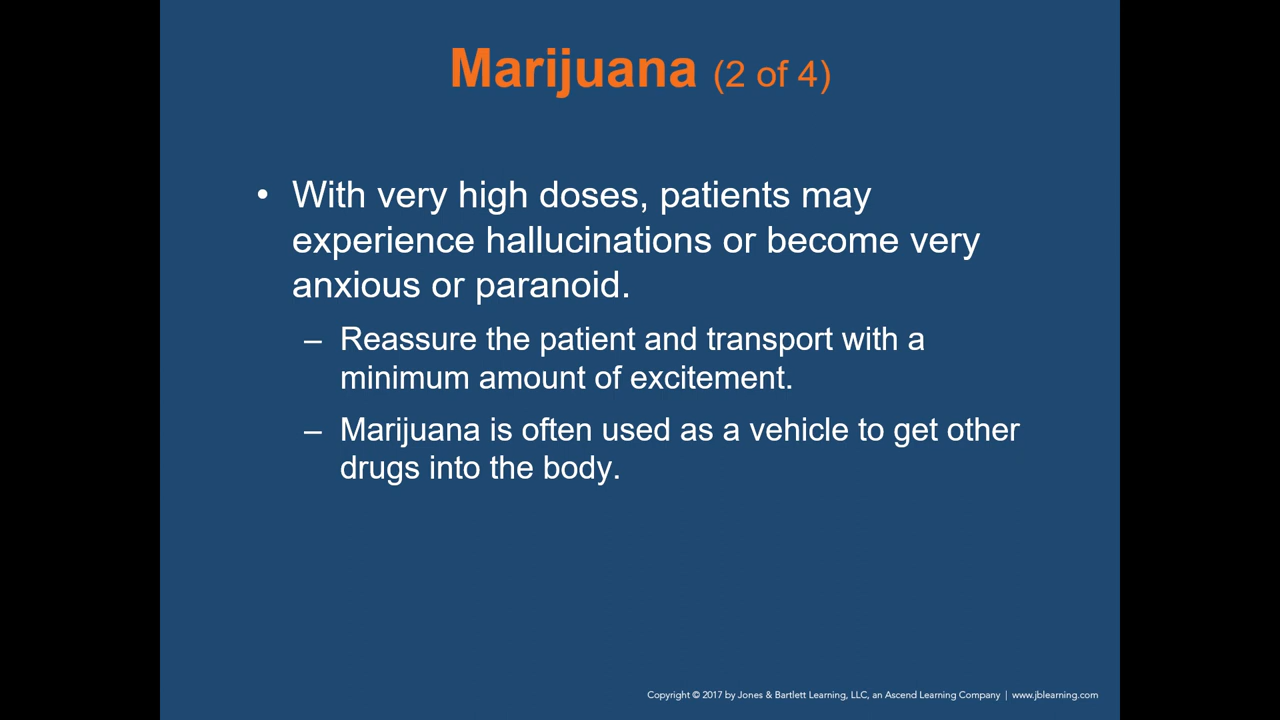 Marijuana (2 of 4)
• With very high doses, patients may
experience hallucinations or become very
anxious or paranoid.
– Reassure the patient and transport with a
minimum amount of excitement.
– Marijuana is often used as a vehicle to get other
drugs into the body.
Copyright © 2017 by Jones & Bartlett Learning, LLC, an Ascend Learning Company | www.jblearning.com